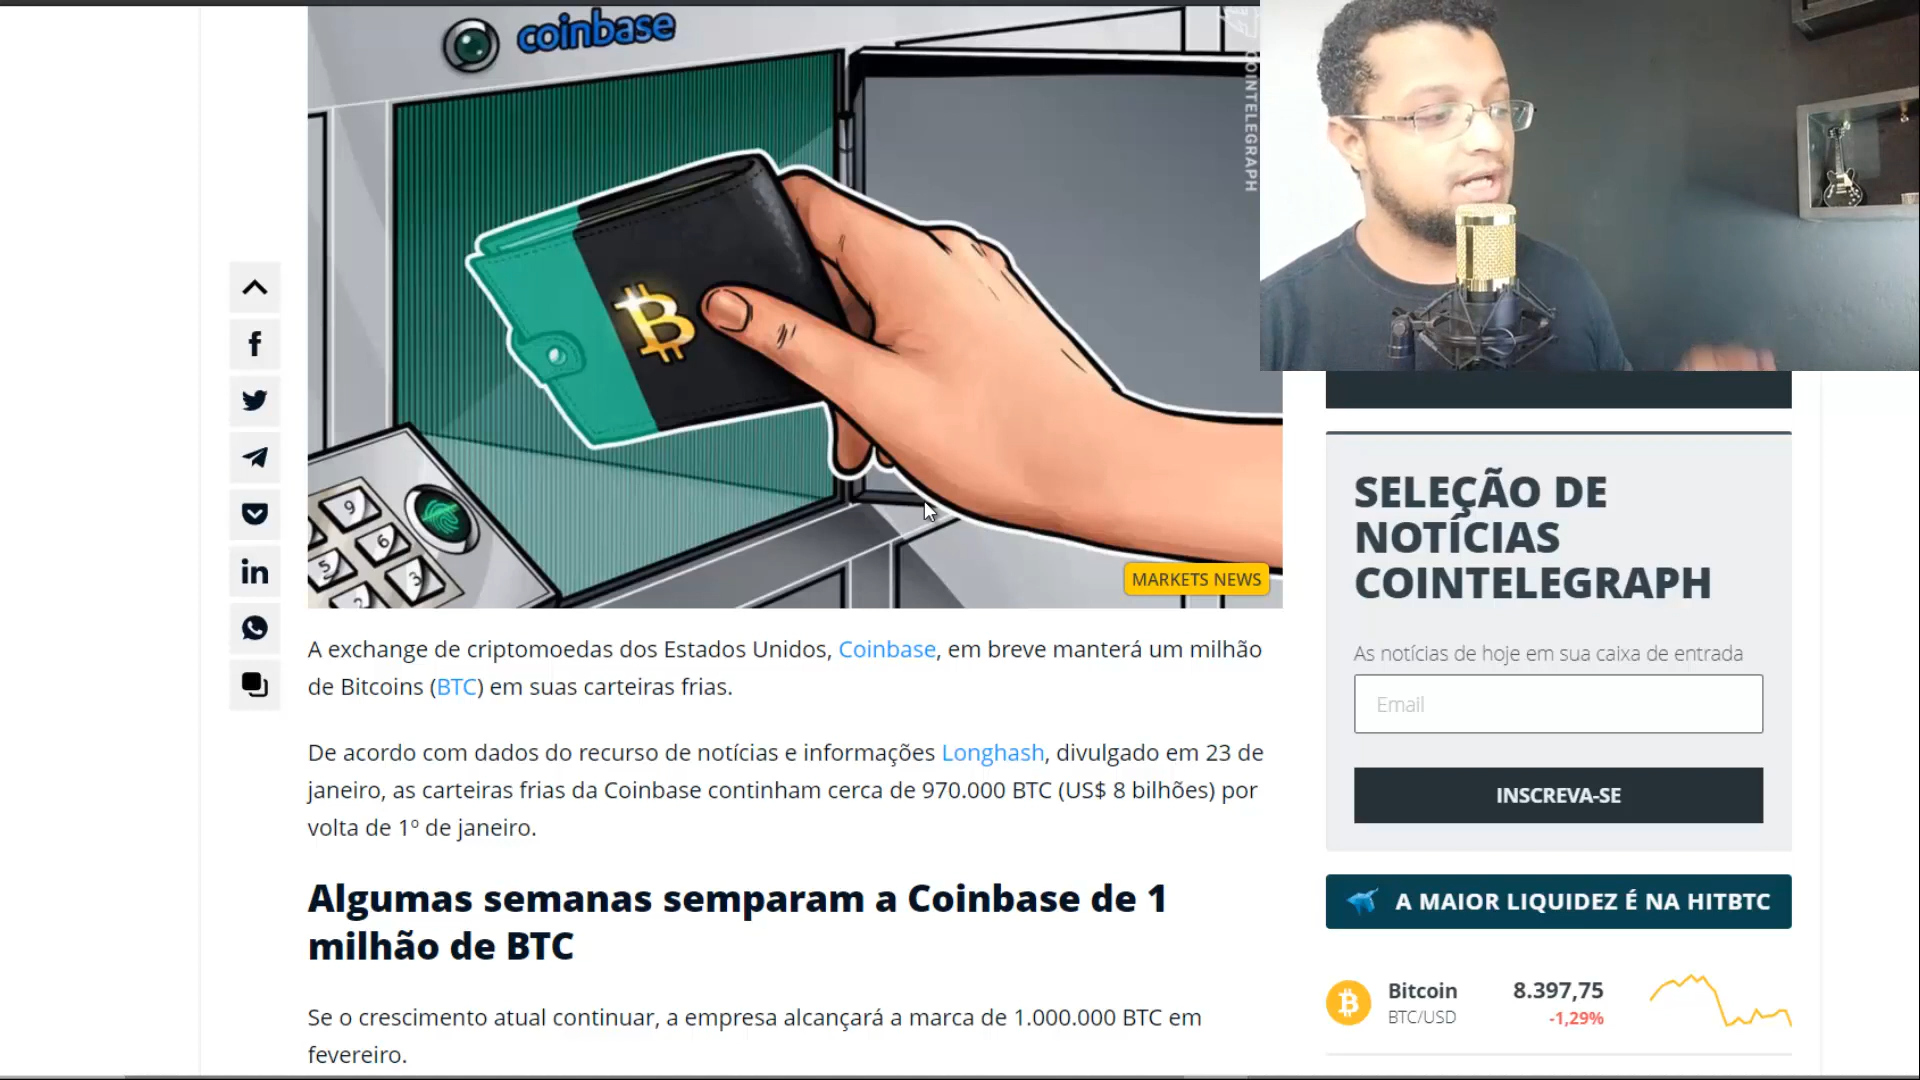 coinbase
COINTELEGRAPH
9
6
5
3
2
MARKETS NEWS
A exchange de criptomoedas dos Estados Unidos, Coinbase, em breve manterá um milhão
de Bitcoins (BTC) em suas carteiras frias.
De acordo com dados do recurso de notícias e informações Longhash, divulgado em 23 de
janeiro, as carteiras frias da Coinbase continham cerca de 970.000 BTC (US$ 8 bilhões) por
volta de 1º de janeiro.
Algumas semanas semparam a Coinbase de 1
milhão de BTC
Se o crescimento atual continuar, a empresa alcançará a marca de 1.000.000 BTC em
fevereiro.
SELEÇÃO DE
NOTÍCIAS
COINTELEGRAPH
As notícias de hoje em sua caixa de entrada
Email
INSCREVA-SE
A MAIOR LIQUIDEZ É NA HITBTC
Bitcoin 8.397,75
BTC/USD -1,29%